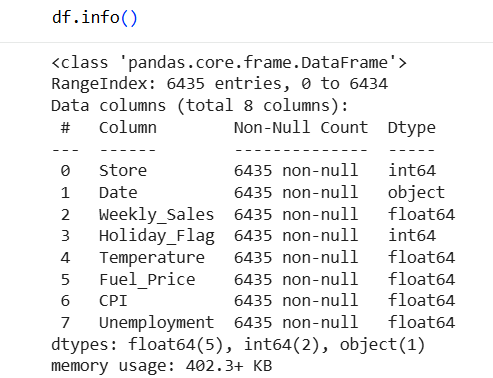 df.info()
<class 'pandas.core.frame.DataFrame'>
RangeIndex: 6435 entries, 0 to 6434
Data columns (total 8 columns):
 #   Column        Non-Null Count  Dtype
---  ------        --------------  -----
 0   Store         6435 non-null   int64
 1   Date          6435 non-null   object
 2   Weekly_Sales  6435 non-null   float64
 3   Holiday_Flag  6435 non-null   int64
 4   Temperature   6435 non-null   float64
 5   Fuel_Price    6435 non-null   float64
 6   CPI           6435 non-null   float64
 7   Unemployment  6435 non-null   float64
dtypes: float64(5), int64(2), object(1)
memory usage: 402.3+ KB